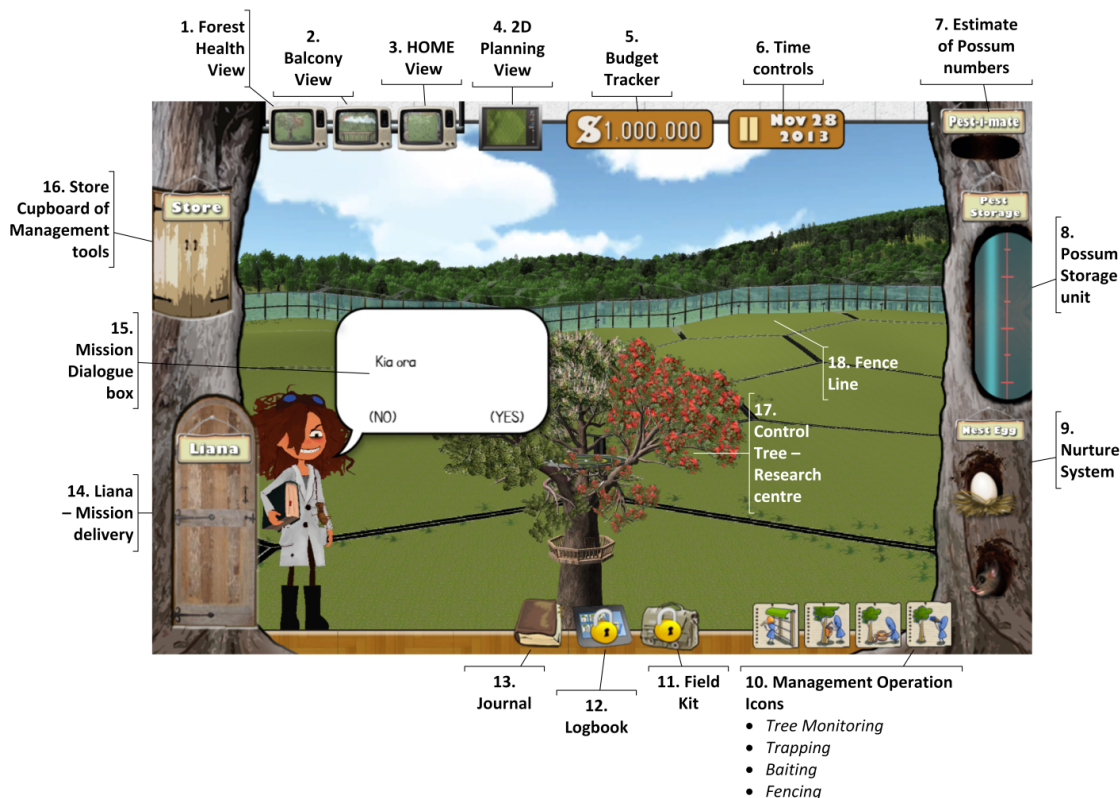 1. Forest
Health
View
2.
Balcony
View
3. HOME
View
4. 2D
Planning
View
5.
Budget
Tracker
6. Time
controls
7. Estimate
of Possum
numbers
$1.000.000
Nov 28
2013
Pest-i-mate
16. Store
Cupboard of
Management
tools
Store
Pest
Storage
8.
Possum
Storage
unit
15.
Mission
Dialogue
box
Kia ora
(NO) (YES)
18. Fence
Line
17.
Control
Tree –
Research
centre
Nest Egg
9.
Nurture
System
Liana
14. Liana
– Mission
delivery
13.
Journal
12.
Logbook
11. Field
Kit
10. Management Operation
Icons
• Tree Monitoring
• Trapping
• Baiting
• Fencing